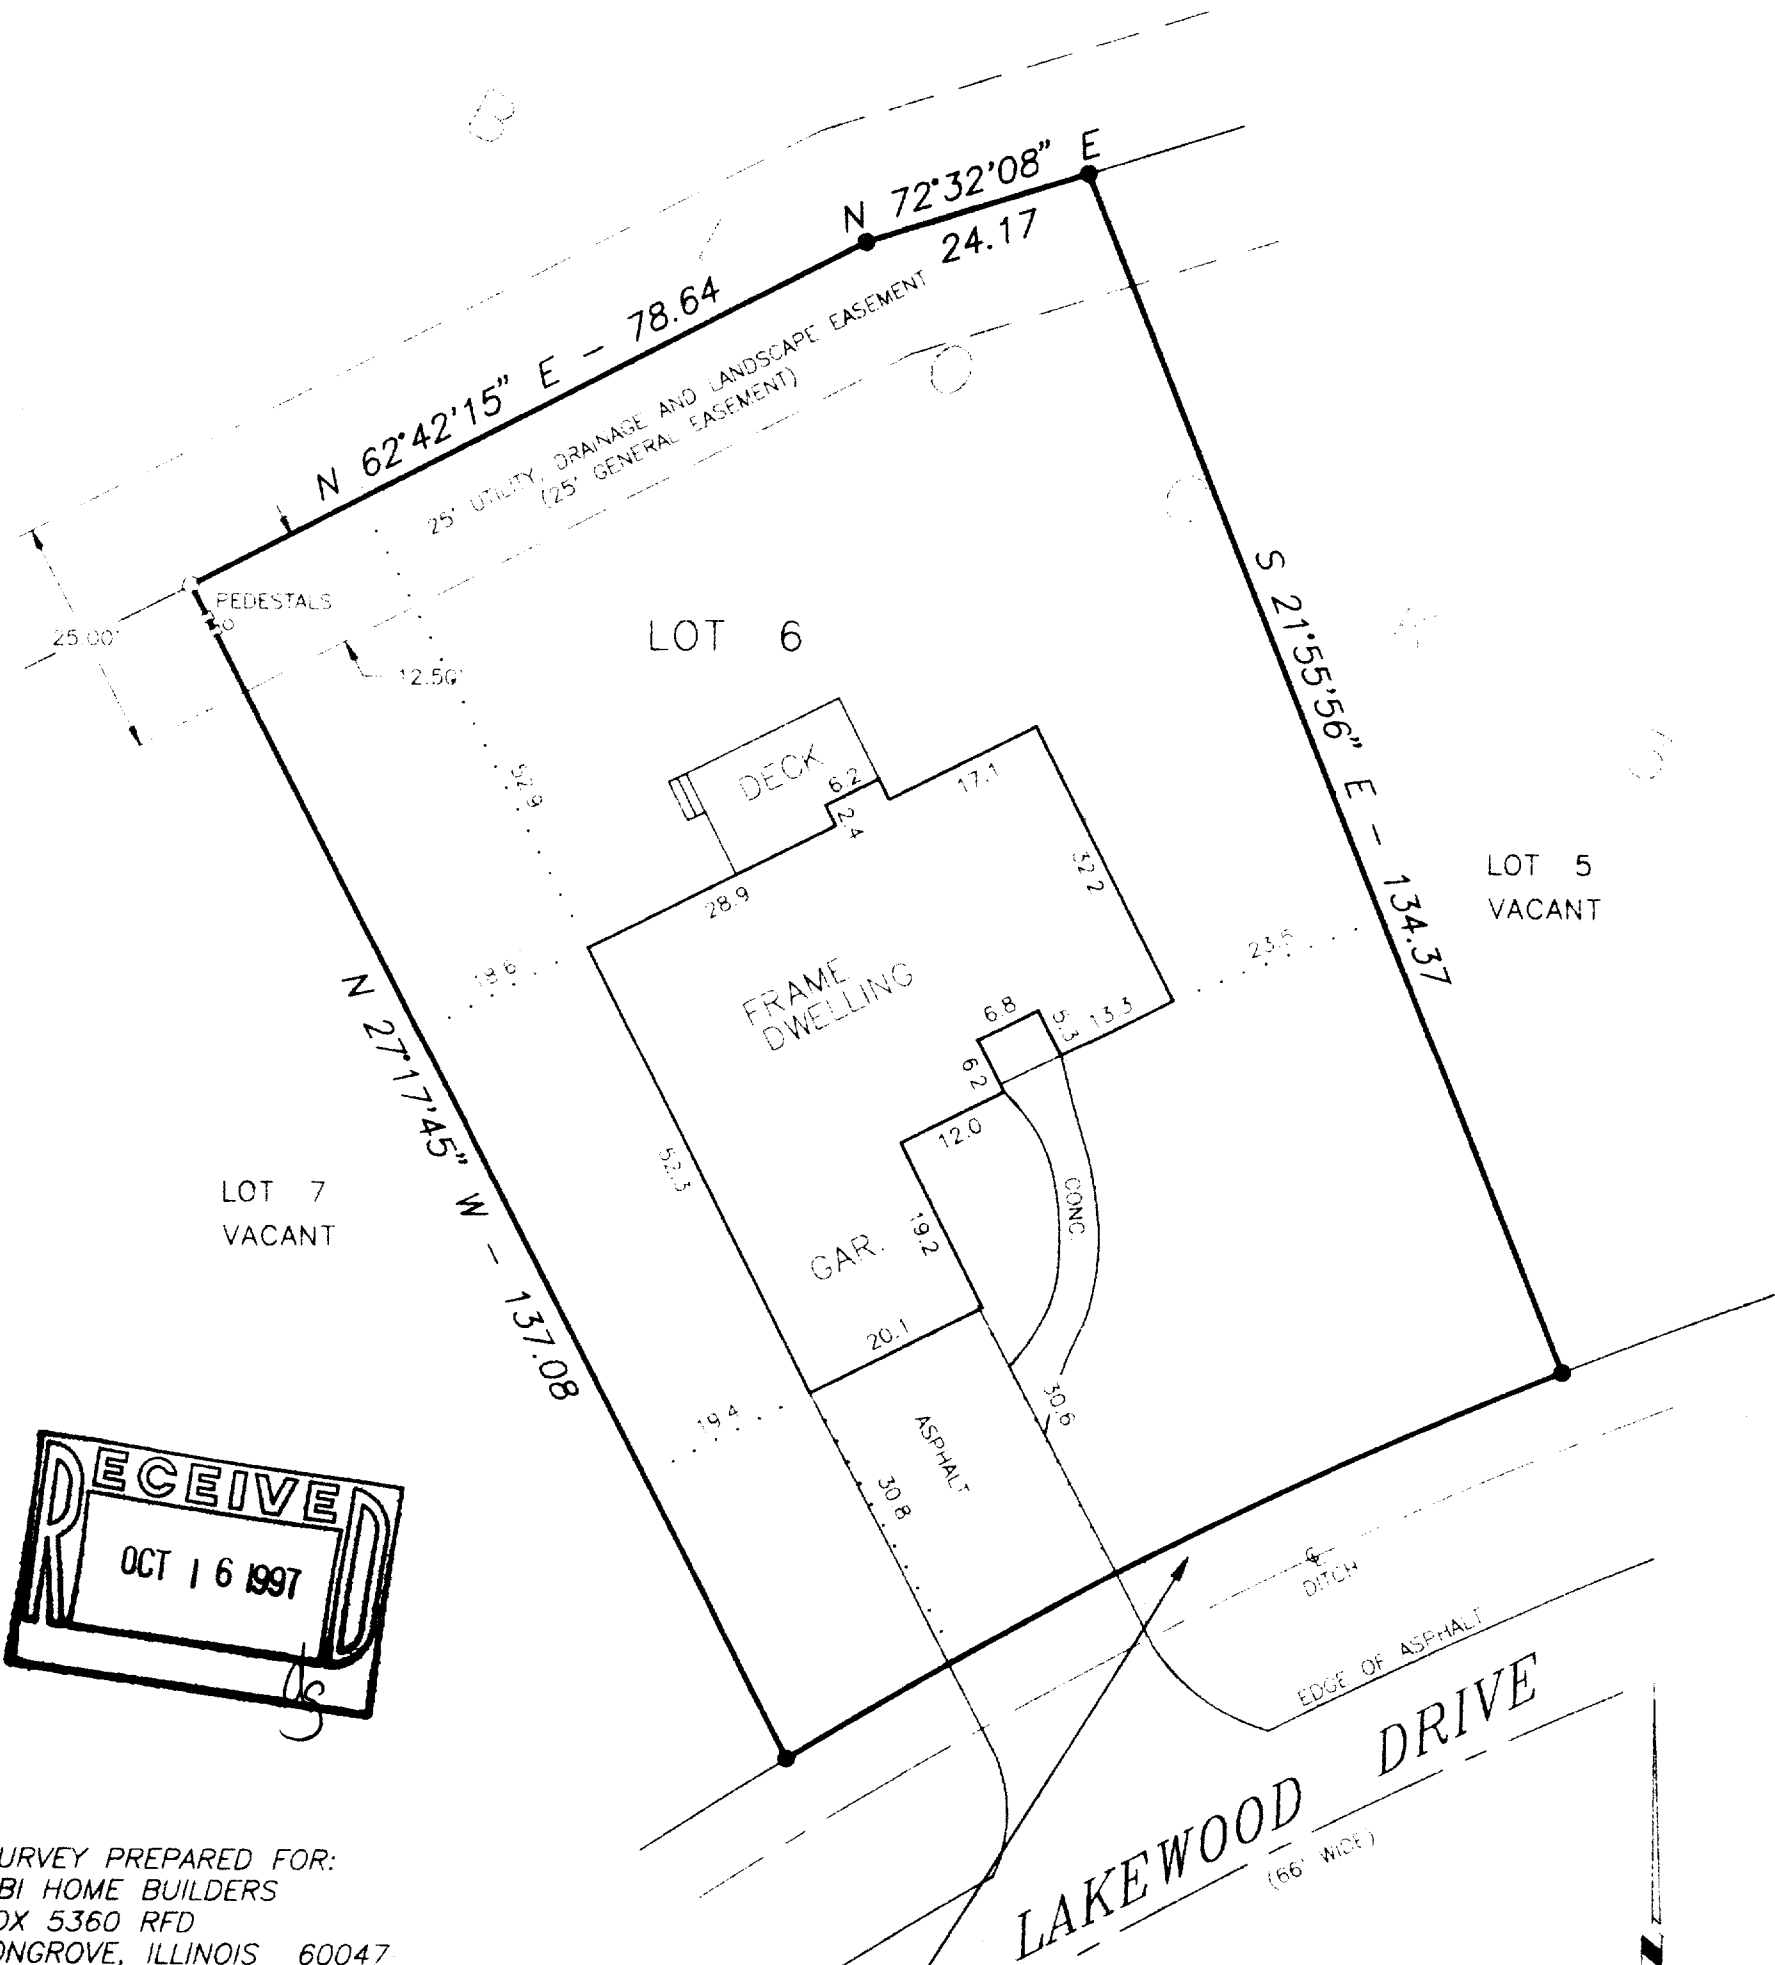 N 72°32'08" E
24.17
N 62°42'15" E - 78.64
25' UTILITY, DRAINAGE AND LANDSCAPE EASEMENT
(25' GENERAL EASEMENT)
PEDESTALS
25.00'
12.50'
LOT 6
S 21°55'56" E - 134.37
52.9
DECK
6.2
2.4
17.1
28.9
32.2
LOT 5
VACANT
18.6
23.5
FRAME
DWELLING
6.8
5.3
13.3
6.2
12.0
N 27°17'45" W - 137.08
52.3
LOT 7
VACANT
GAR.
19.2
CONC.
20.1
19.4
ASPHALT
30.6
30.8
RECEIVED
OCT 16 1997
ds
℄
DITCH
EDGE OF ASPHALT
LAKEWOOD DRIVE
(66' WIDE)
URVEY PREPARED FOR:
BI HOME BUILDERS
OX 5360 RFD
ONGROVE, ILLINOIS 60047